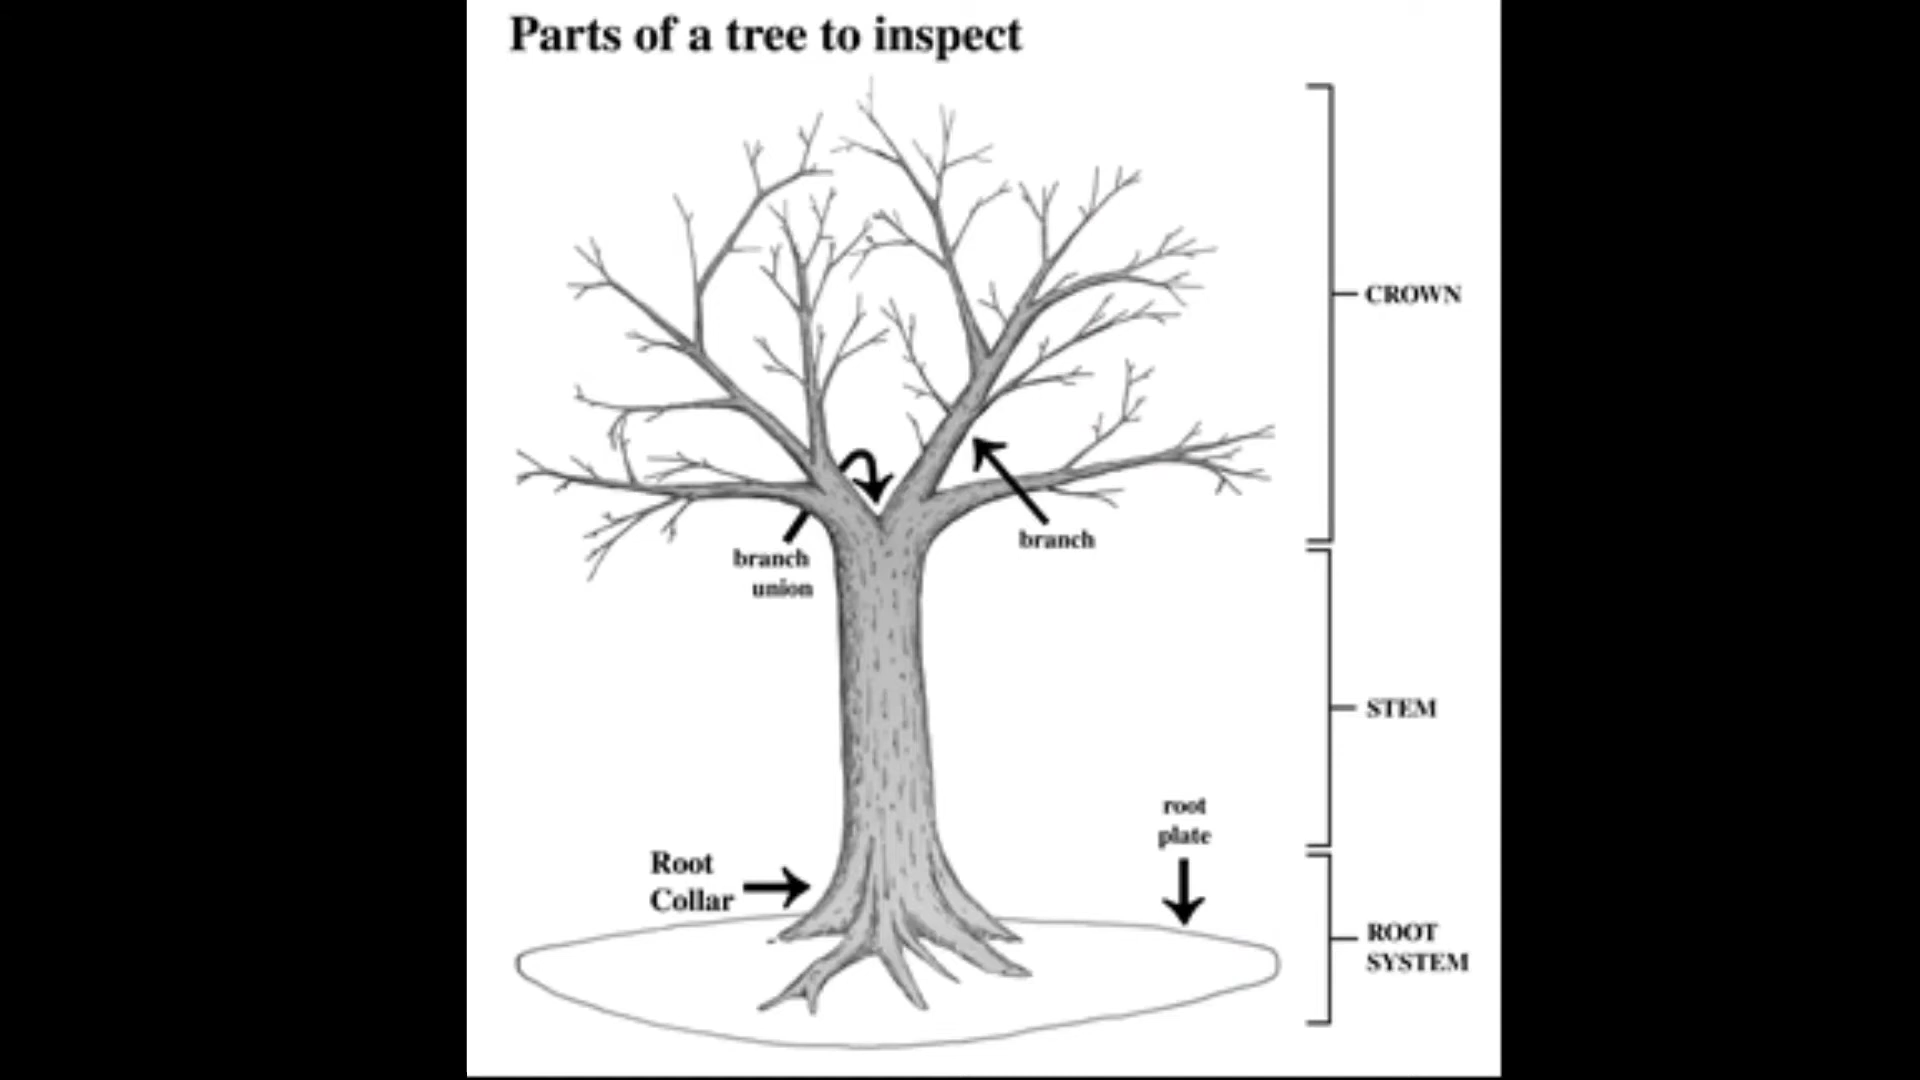 Parts of a tree to inspect
CROWN
branch
branch
union
STEM
root
plate
Root
Collar
ROOT
SYSTEM